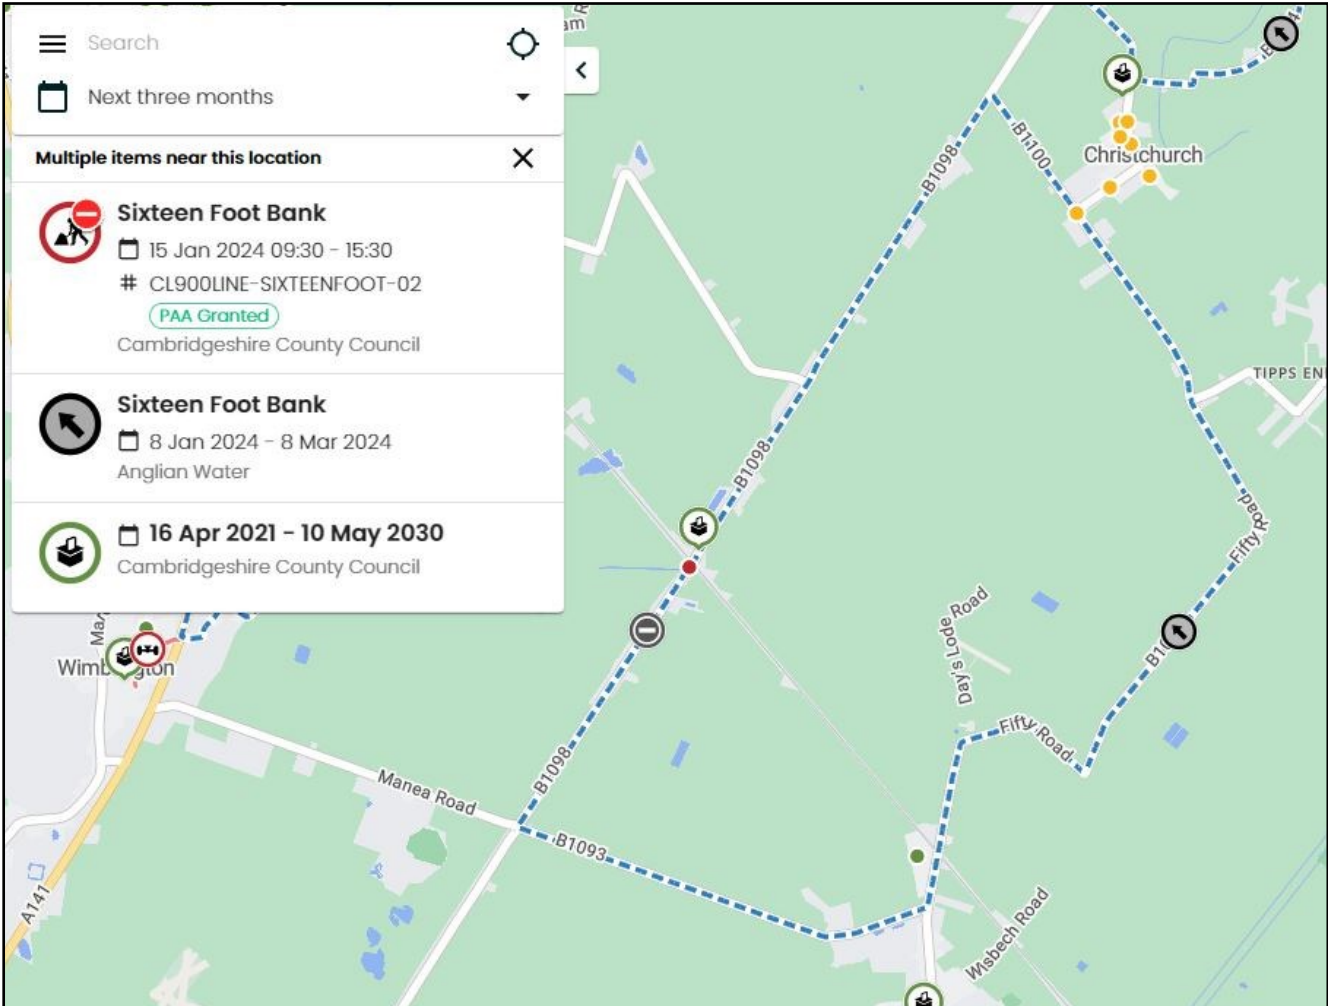 Search
Next three months
Multiple items near this location
Sixteen Foot Bank
15 Jan 2024 09:30 - 15:30
# CL900LINE-SIXTEENFOOT-02
PAA Granted
Cambridgeshire County Council
Sixteen Foot Bank
8 Jan 2024 - 8 Mar 2024
Anglian Water
16 Apr 2021 - 10 May 2030
Cambridgeshire County Council
am
B1098
B1100
Christchurch
TIPPS EN
B1098
Fifty Road
Day's Lode Road
Wimb
gton
Fifty Road
B1098
Manea Road
B1093
A141
Wisbech Road